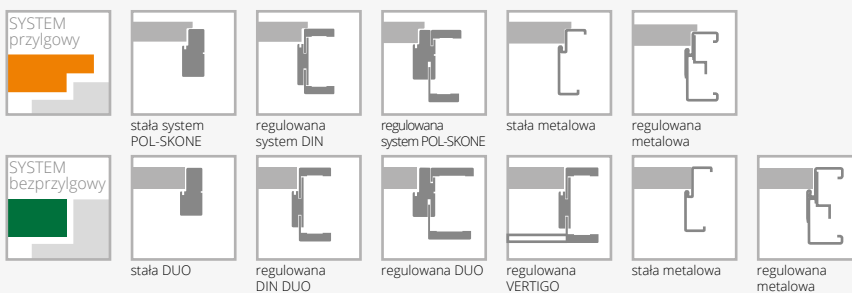 SYSTEM
przylgowy
stała system
POL-SKONE
regulowana
system DIN
regulowana
system POL-SKONE
stała metalowa
regulowana
metalowa
SYSTEM
bezprzylgowy
stała DUO
regulowana
DIN DUO
regulowana DUO
regulowana
VERTIGO
stała metalowa
regulowana
metalowa